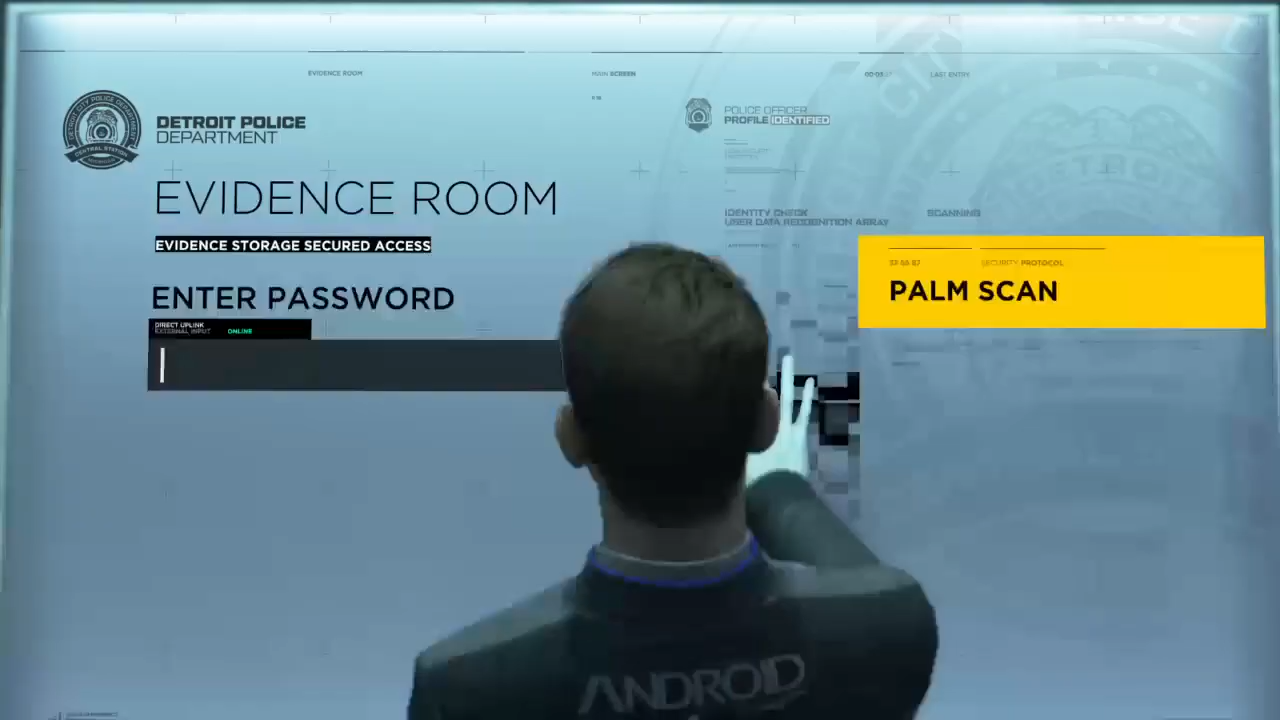 EVIDENCE ROOM
MAIN SCREEN
LAST ENTRY
DETROIT POLICE
DEPARTMENT
POLICE OFFICER
PROFILE IDENTIFIED
EVIDENCE ROOM
IDENTITY CHECK
USER DATA RECOGNITION ARRAY
SCANNING
EVIDENCE STORAGE SECURED ACCESS
SECURITY PROTOCOL
PALM SCAN
ENTER PASSWORD
DIRECT UPLINK
EXTERNAL INPUT ONLINE
ANDROID